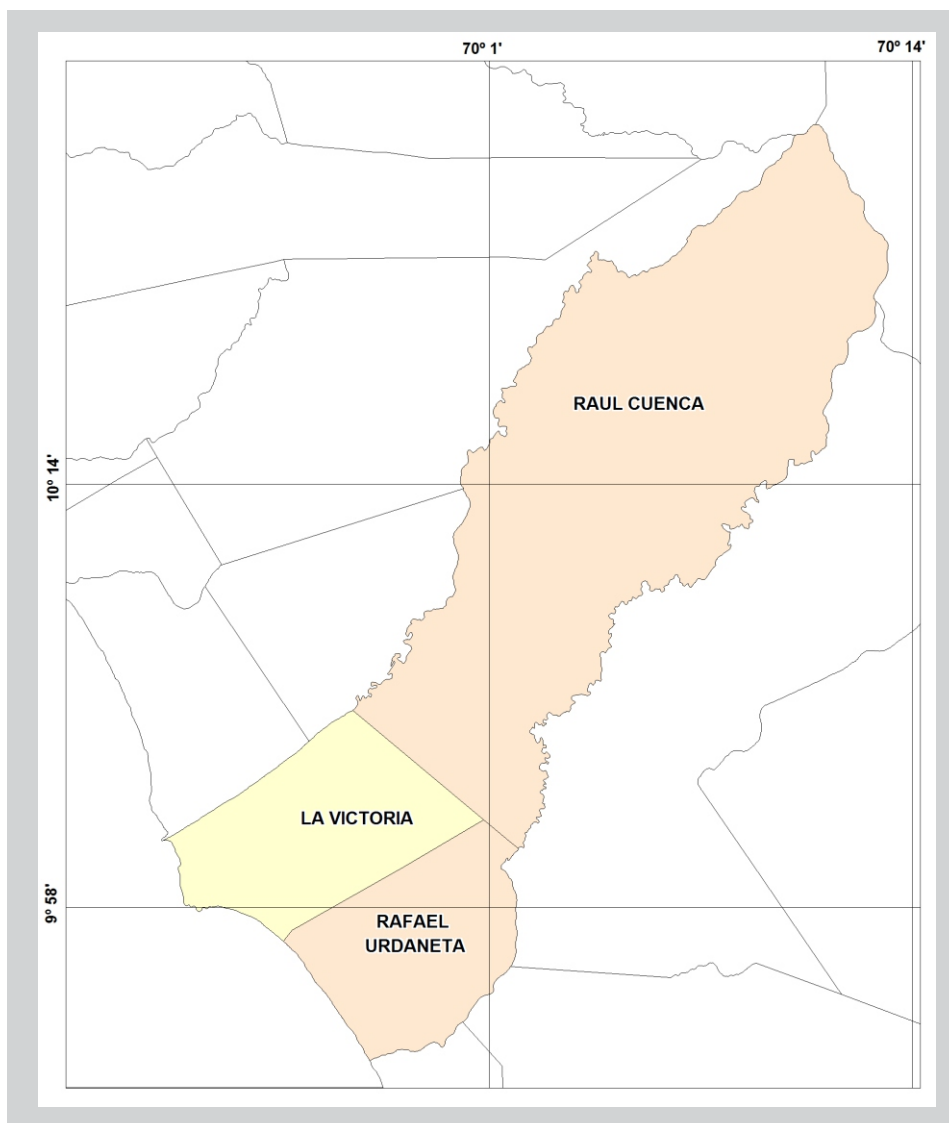 70º 1'
70º 14'
RAUL CUENCA
10º 14'
LA VICTORIA
9º 58'
RAFAEL
URDANETA